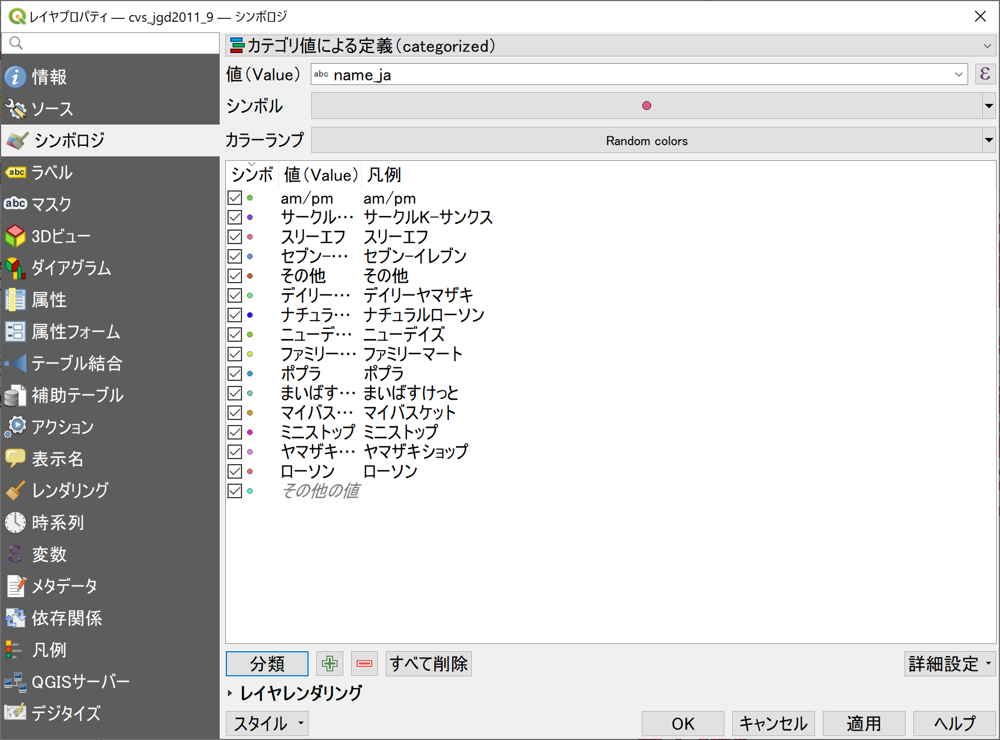 レイヤプロパティ — cvs_jgd2011_9 — シンボロジ
情報
ソース
シンボロジ
abc ラベル
abc マスク
3Dビュー
ダイアグラム
属性
属性フォーム
テーブル結合
補助テーブル
アクション
表示名
レンダリング
時系列
ε 変数
メタデータ
依存関係
凡例
QGISサーバー
デジタイズ
カテゴリ値による定義(categorized)
値(Value) abc name_ja ε
シンボル
カラーランプ Random colors
シンボ 値(Value) 凡例
am/pm am/pm
サークル… サークルK-サンクス
スリーエフ スリーエフ
セブン-… セブン-イレブン
その他 その他
デイリー… デイリーヤマザキ
ナチュラ… ナチュラルローソン
ニューデ… ニューデイズ
ファミリー… ファミリーマート
ポプラ ポプラ
まいばす… まいばすけっと
マイバス… マイバスケット
ミニストップ ミニストップ
ヤマザキ… ヤマザキショップ
ローソン ローソン
その他の値
分類 すべて削除 詳細設定
レイヤレンダリング
スタイル OK キャンセル 適用 ヘルプ